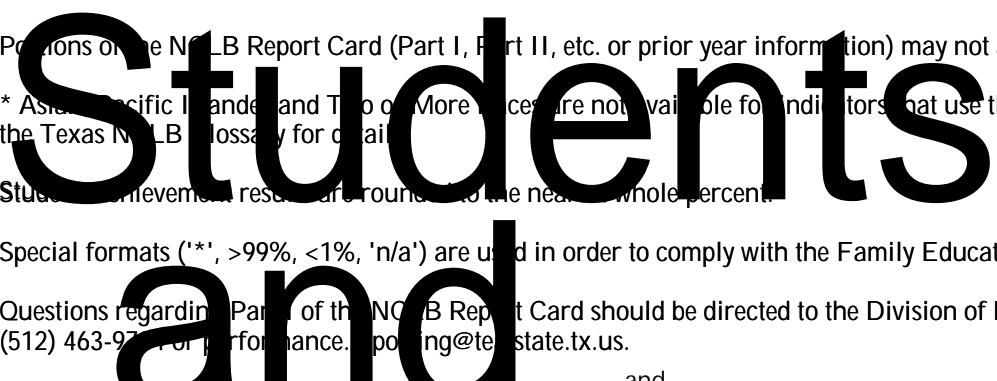 Students
and
Portions of the NCLB Report Card (Part I, Part II, etc. or prior year information) may not
* Asian, Pacific Islander and Two or More Races are not available for indicators that use
the Texas NCLB Glossary for details
Student achievement results are rounded to the nearest whole percent.
Special formats ('*', >99%, <1%, 'n/a') are used in order to comply with the Family
Questions regarding Part of the NCLB Report Card should be directed to the Division of
(512) or performance.reporting@tea.state.tx.us.
and